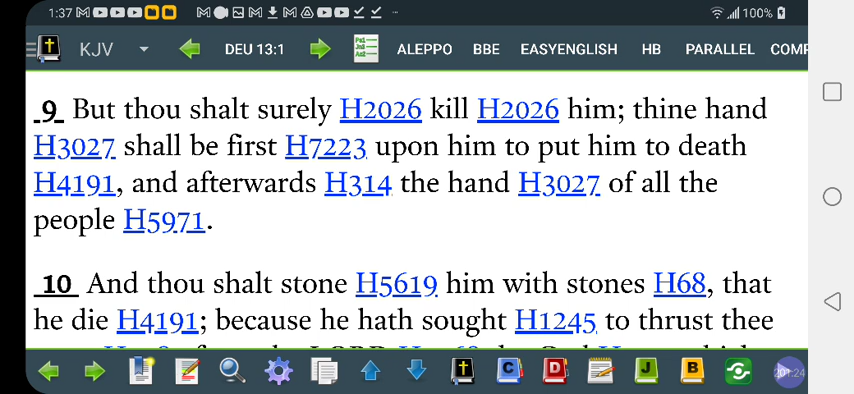 1:37 100%
KJV DEU 13:1 ALEPPO BBE EASYENGLISH HB PARALLEL
9 But thou shalt surely H2026 kill H2026 him; thine hand
H3027 shall be first H7223 upon him to put him to death
H4191, and afterwards H314 the hand H3027 of all the
people H5971.
10 And thou shalt stone H5619 him with stones H68, that
he die H4191; because he hath sought H1245 to thrust thee